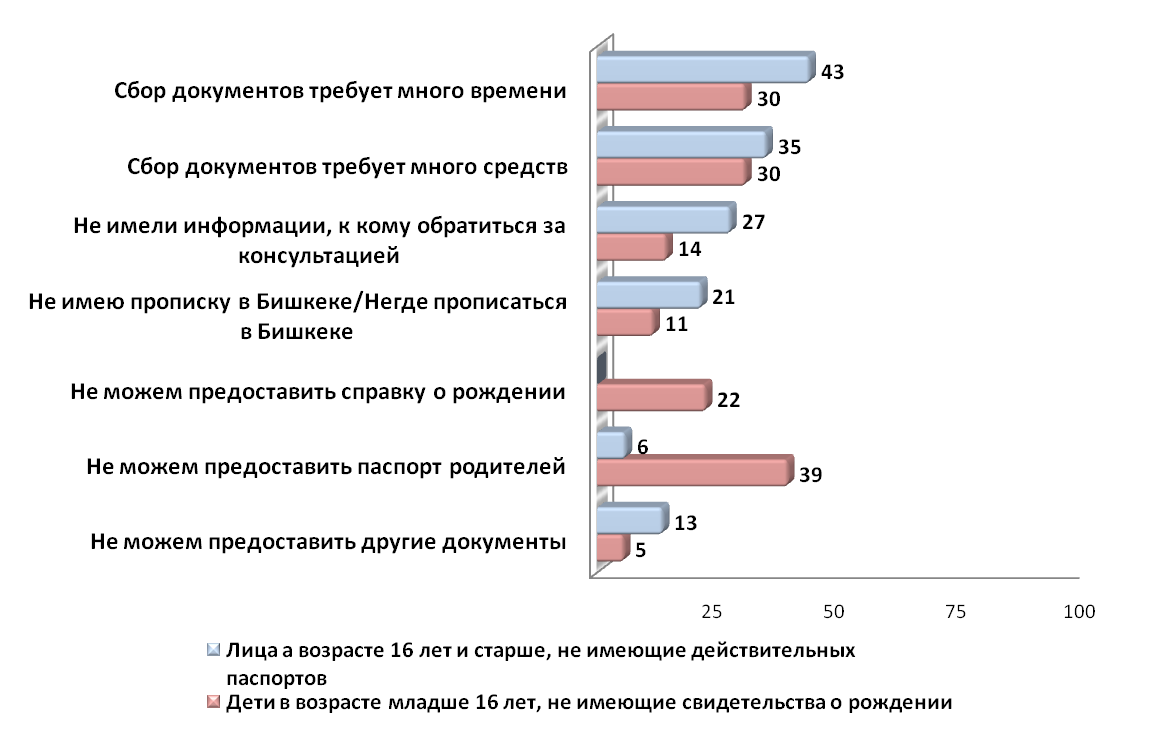 Сбор документов требует много времени
43
30
Сбор документов требует много средств
35
30
Не имели информации, к кому обратиться за
консультацией
27
14
Не имею прописку в Бишкеке/Негде прописаться
в Бишкеке
21
11
Не можем предоставить справку о рождении
22
Не можем предоставить паспорт родителей
6
39
Не можем предоставить другие документы
13
5
25 50 75 100
Лица а возрасте 16 лет и старше, не имеющие действительных
паспортов
Дети в возрасте младше 16 лет, не имеющие свидетельства о рождении